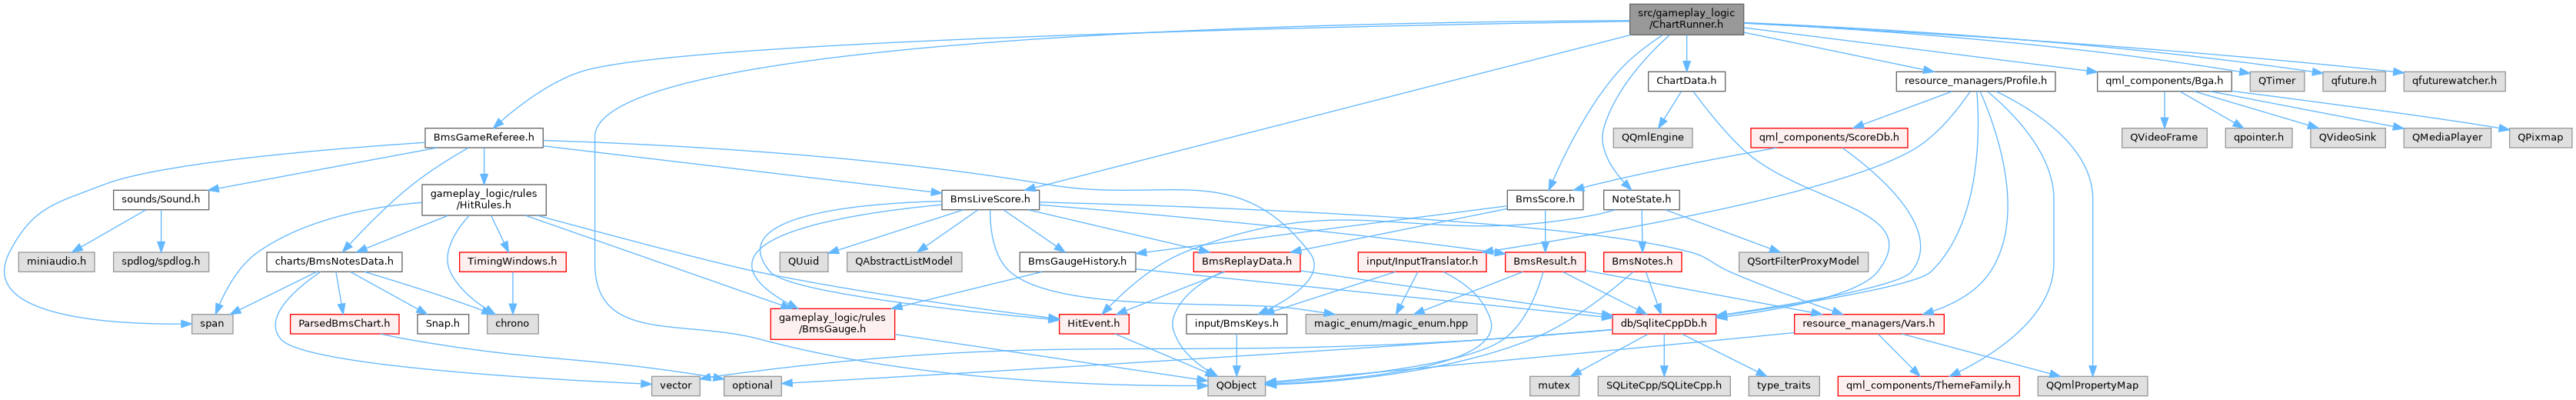 src/gameplay_logic
/ChartRunner.h
ChartData.h
resource_managers/Profile.h
qml_components/Bga.h
QTimer
qfuture.h
qfuturewatcher.h
BmsGameReferee.h
QQmlEngine
qml_components/ScoreDb.h
QVideoFrame
qpointer.h
QVideoSink
QMediaPlayer
QPixmap
sounds/Sound.h
gameplay_logic/rules
/HitRules.h
BmsLiveScore.h
BmsScore.h
NoteState.h
miniaudio.h
spdlog/spdlog.h
charts/BmsNotesData.h
TimingWindows.h
QUuid
QAbstractListModel
BmsGaugeHistory.h
BmsReplayData.h
input/InputTranslator.h
BmsResult.h
BmsNotes.h
QSortFilterProxyModel
span
ParsedBmsChart.h
Snap.h
chrono
gameplay_logic/rules
/BmsGauge.h
HitEvent.h
input/BmsKeys.h
magic_enum/magic_enum.hpp
db/SqliteCppDb.h
resource_managers/Vars.h
vector
optional
QObject
mutex
SQLiteCpp/SQLiteCpp.h
type_traits
qml_components/ThemeFamily.h
QQmlPropertyMap